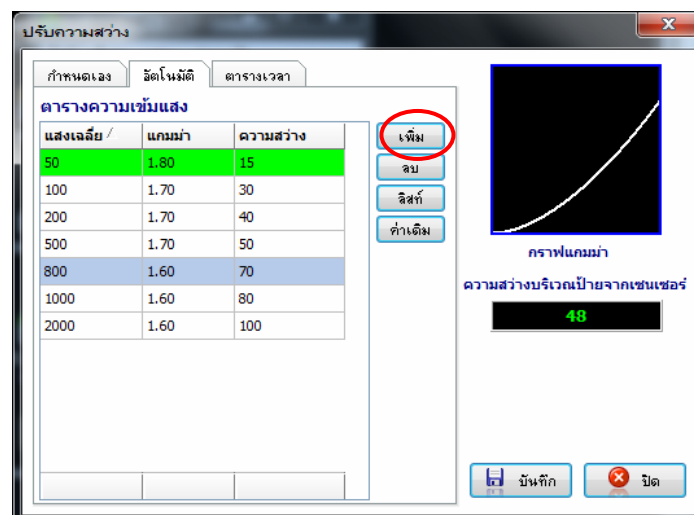 ปรับความสว่าง
กำหนดเอง อัตโนมัติ ตารางเวลา
ตารางความเข้มแสง
แสงเฉลี่ย / แกมม่า ความสว่าง
50 1.80 15
100 1.70 30
200 1.70 40
500 1.70 50
800 1.60 70
1000 1.60 80
2000 1.60 100
เพิ่ม
ลบ
ลิสท์
ค่าเดิม
กราฟแกมม่า
ความสว่างบริเวณป้ายจากเซนเซอร์
48
บันทึก ปิด